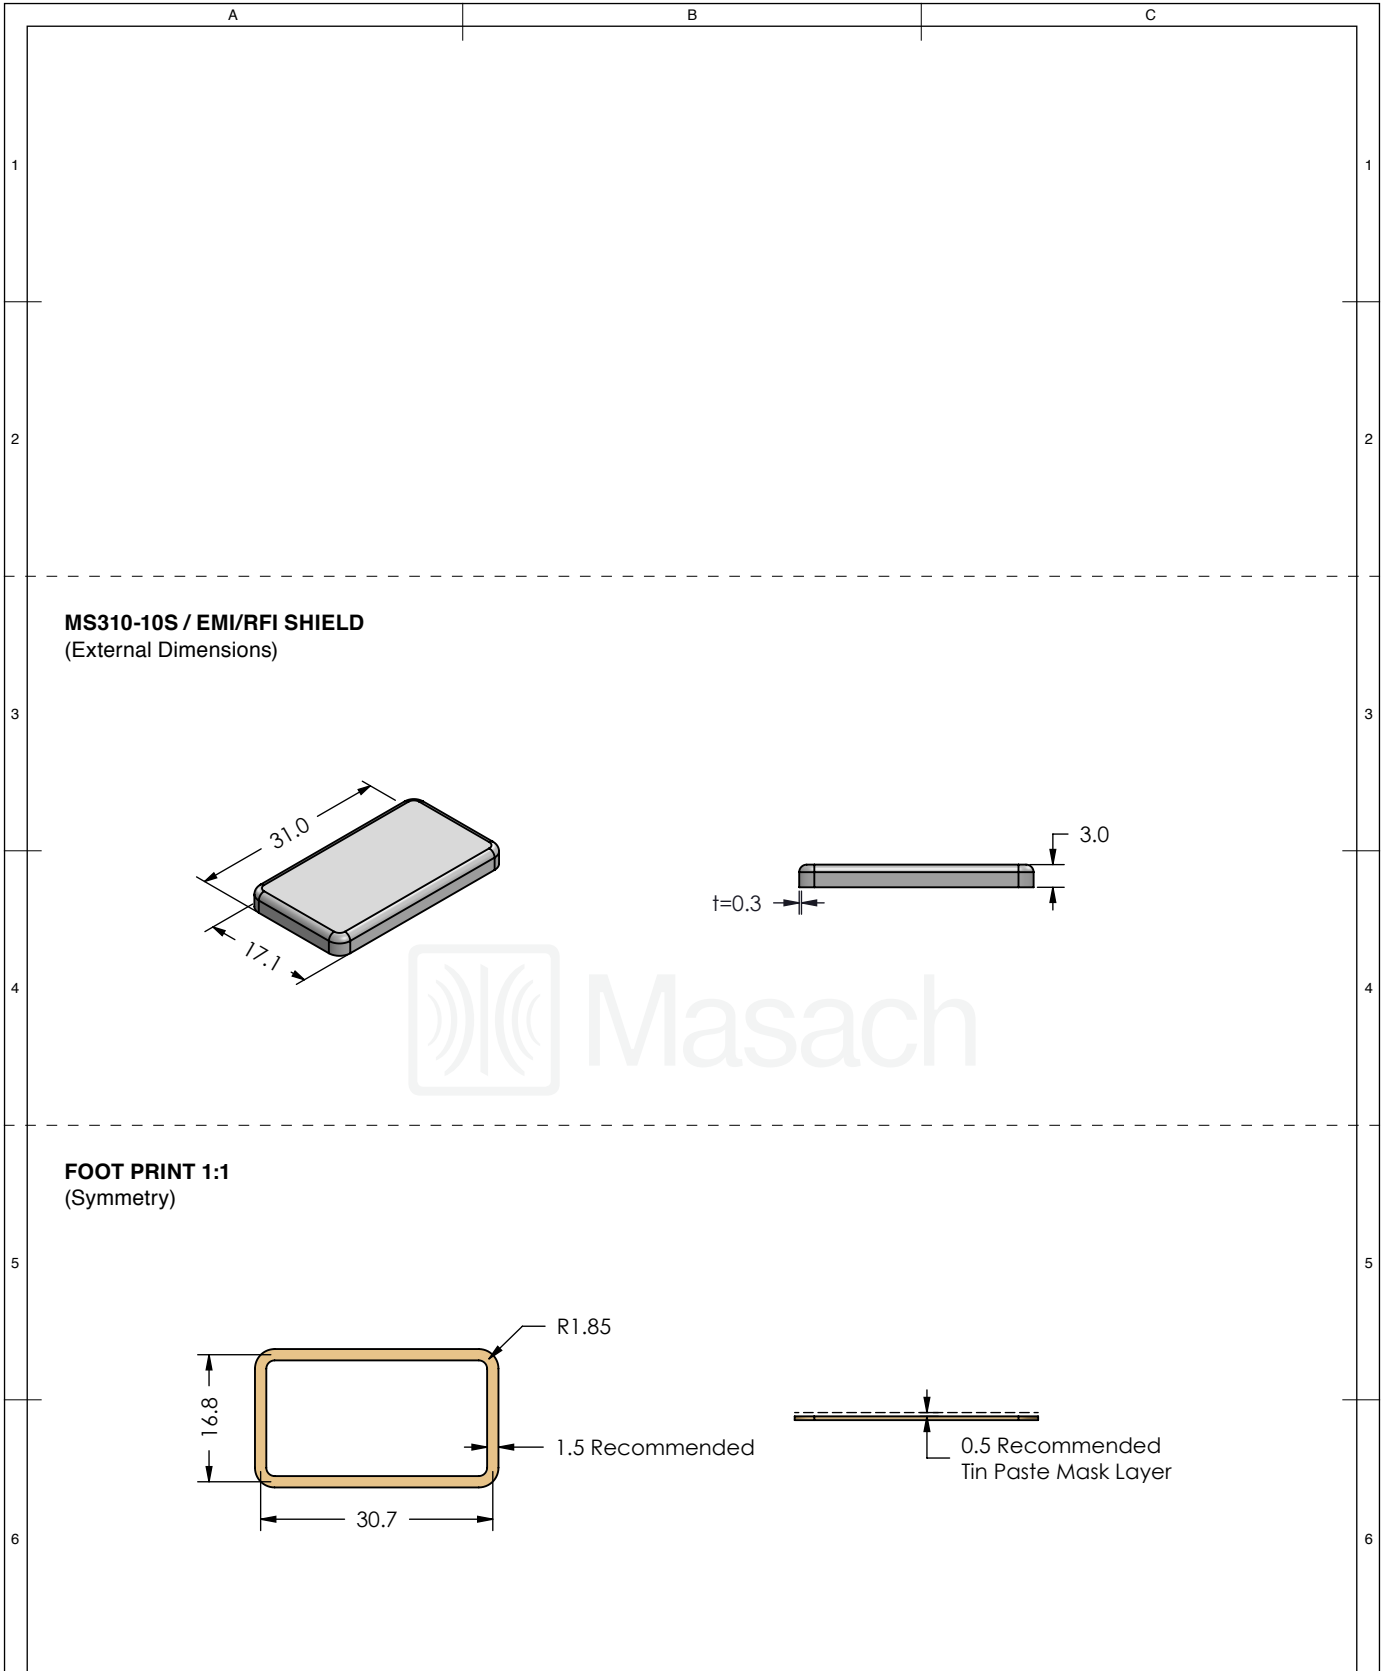 A B C
1 1
2 2
MS310-10S / EMI/RFI SHIELD
(External Dimensions)
3 3
31.0
3.0
t=0.3
17.1
4 4
Masach
FOOT PRINT 1:1
(Symmetry)
5 5
R1.85
16.8
1.5 Recommended
0.5 Recommended
Tin Paste Mask Layer
30.7
6 6